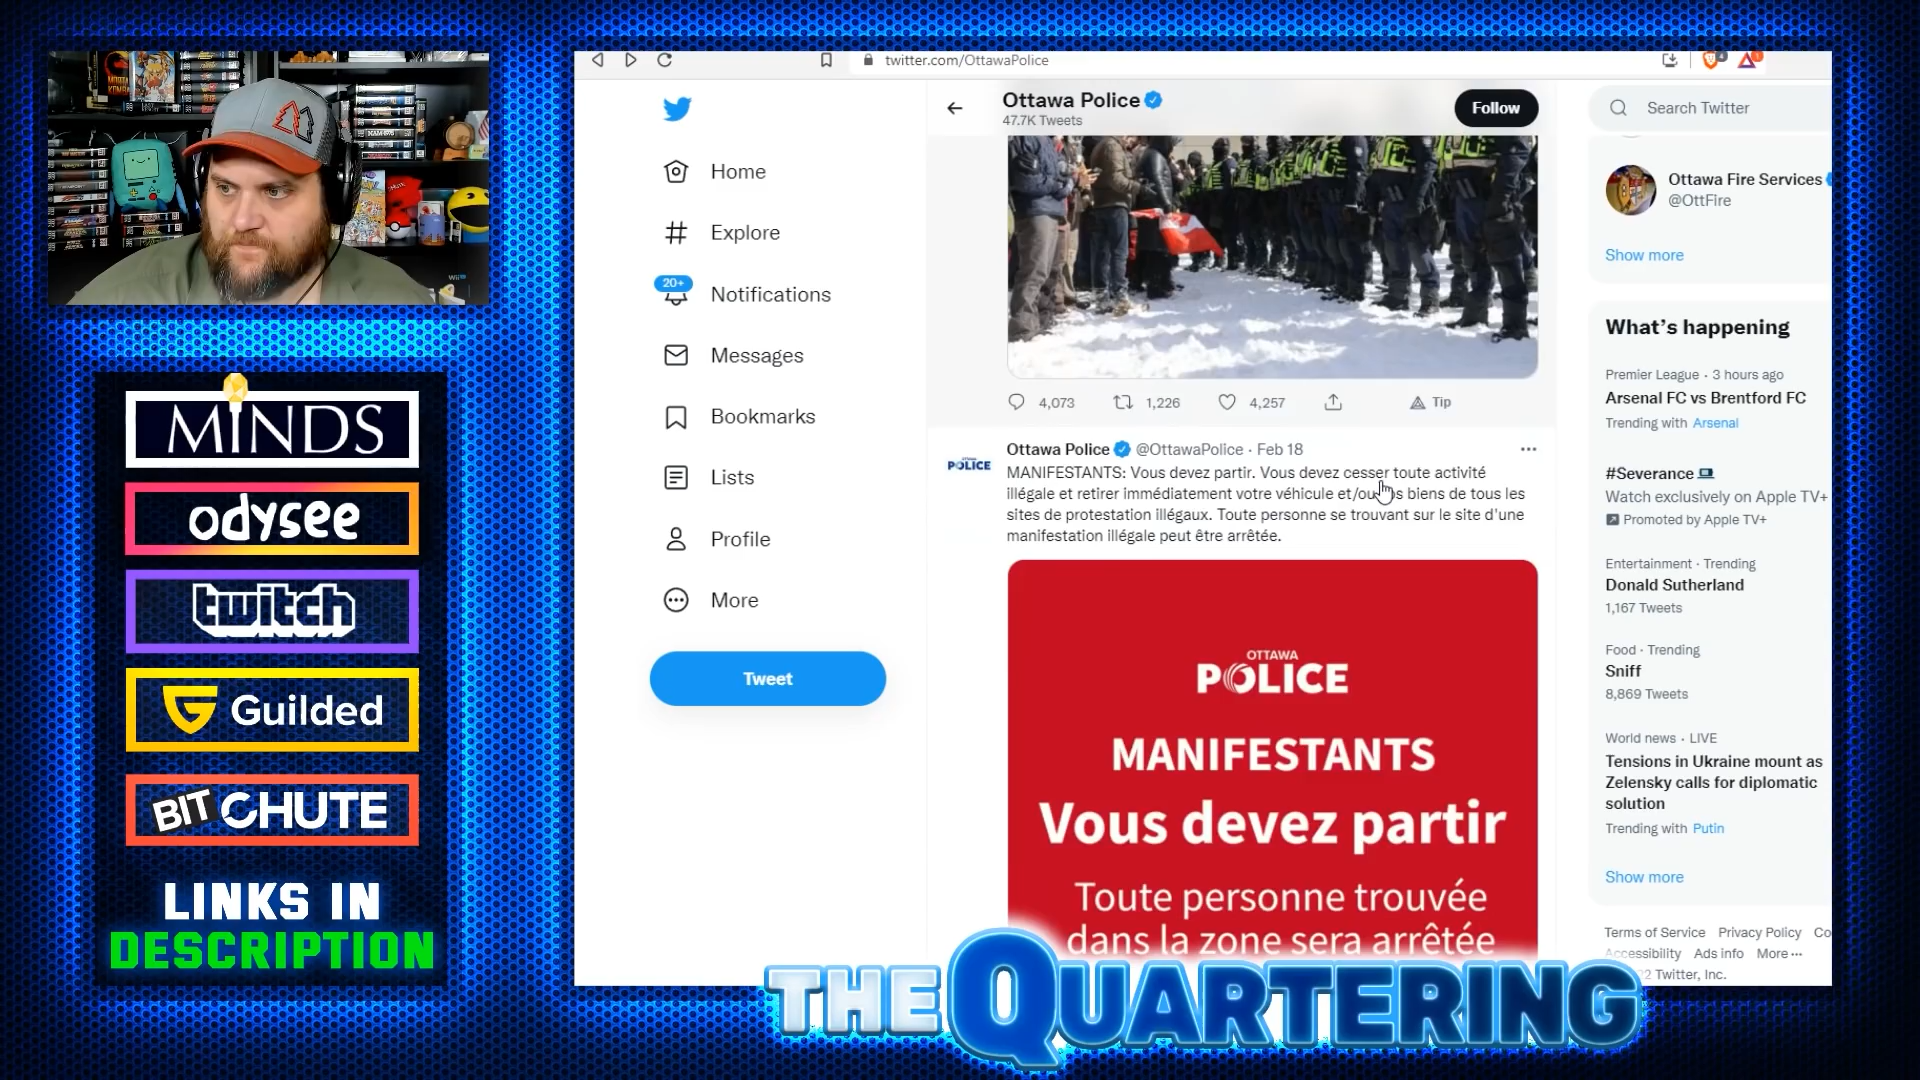 MINDS
odysee
twitch
Guilded
BITCHUTE
LINKS IN
DESCRIPTION
twitter.com/OttawaPolice
Home
Explore
20+
Notifications
Messages
Bookmarks
Lists
Profile
More
Tweet
Ottawa Police
47.7K Tweets
Follow
4,073
1,226
4,257
Tip
POLICE
Ottawa Police @OttawaPolice · Feb 18
MANIFESTANTS: Vous devez partir. Vous devez cesser toute activité
illégale et retirer immédiatement votre véhicule et/ou biens de tous les
sites de protestation illégaux. Toute personne se trouvant sur le site d'une
manifestation illégale peut être arrêtée.
OTTAWA
POLICE
MANIFESTANTS
Vous devez partir
Toute personne trouvée
dans la zone sera arrêtée
Search Twitter
Ottawa Fire Services
@OttFire
Show more
What's happening
Premier League · 3 hours ago
Arsenal FC vs Brentford FC
Trending with Arsenal
#Severance
Watch exclusively on Apple TV+
Promoted by Apple TV+
Entertainment · Trending
Donald Sutherland
1,167 Tweets
Food · Trending
Sniff
8,869 Tweets
World news · LIVE
Tensions in Ukraine mount as
Zelensky calls for diplomatic
solution
Trending with Putin
Show more
Terms of Service Privacy Policy Co
Accessibility Ads info More
22 Twitter, Inc.
THE QUARTERING